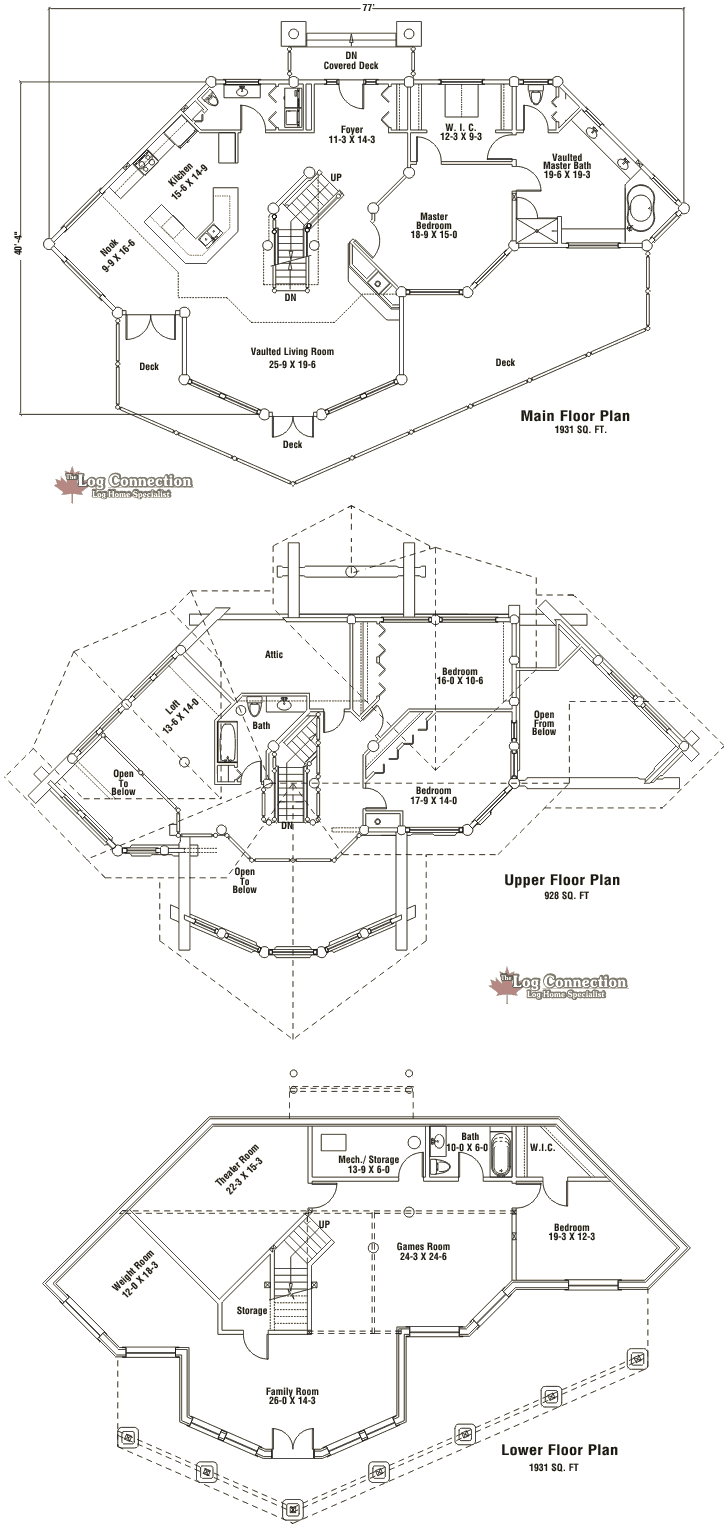 77'
DN
Covered Deck
Foyer
11-3 X 14-3
W. I. C.
12-3 X 9-3
Vaulted
Master Bath
19-6 X 19-3
Kitchen
15-6 X 14-9
UP
Master
Bedroom
18-9 X 15-0
40'-4"
Nook
9-9 X 16-6
DN
Vaulted Living Room
25-9 X 19-6
Deck
Deck
Deck
Main Floor Plan
1931 SQ. FT.
The Log Connection
Log Home Specialist
Attic
Loft
13-6 X 14-0
Bedroom
16-0 X 10-6
Bath
Open
From
Below
Open
To
Below
Bedroom
17-9 X 14-0
DN
Open
To
Below
Upper Floor Plan
928 SQ. FT
The Log Connection
Log Home Specialist
Theater Room
22-3 X 15-3
Mech./ Storage
13-9 X 6-0
Bath
10-0 X 6-0
W.I.C.
UP
Games Room
24-3 X 24-6
Bedroom
19-3 X 12-3
Weight Room
12-0 X 18-3
Storage
Family Room
26-0 X 14-3
Lower Floor Plan
1931 SQ. FT